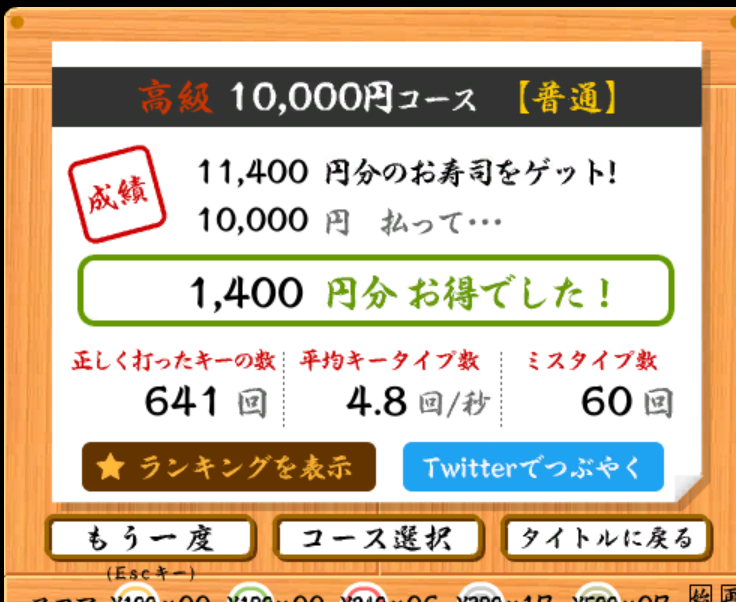 高級 10,000円コース 【普通】
成績
11,400 円分のお寿司をゲット!
10,000 円 払って…
1,400 円分 お得でした!
正しく打ったキーの数 平均キータイプ数 ミスタイプ数
641 回 4.8 回/秒 60 回
★ ランキングを表示 Twitterでつぶやく
もう一度 コース選択 タイトルに戻る
(Escキー)